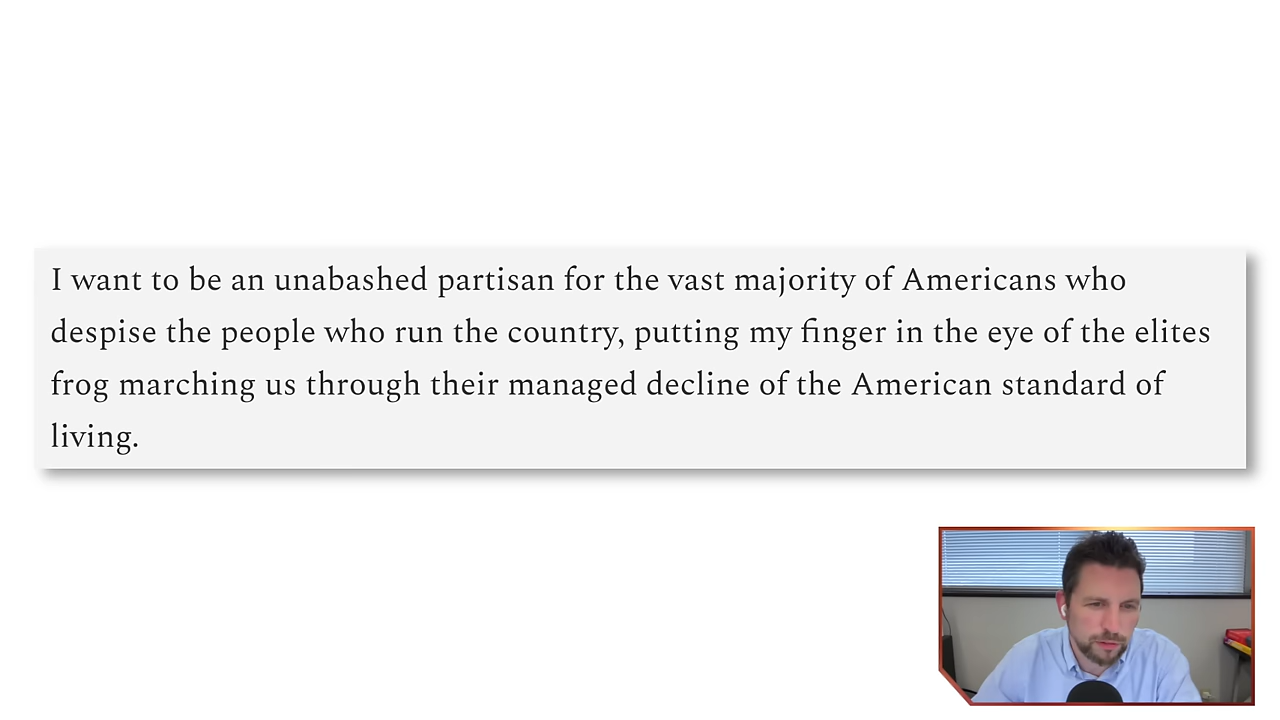 I want to be an unabashed partisan for the vast majority of Americans who
despise the people who run the country, putting my finger in the eye of the elites
frog marching us through their managed decline of the American standard of
living.